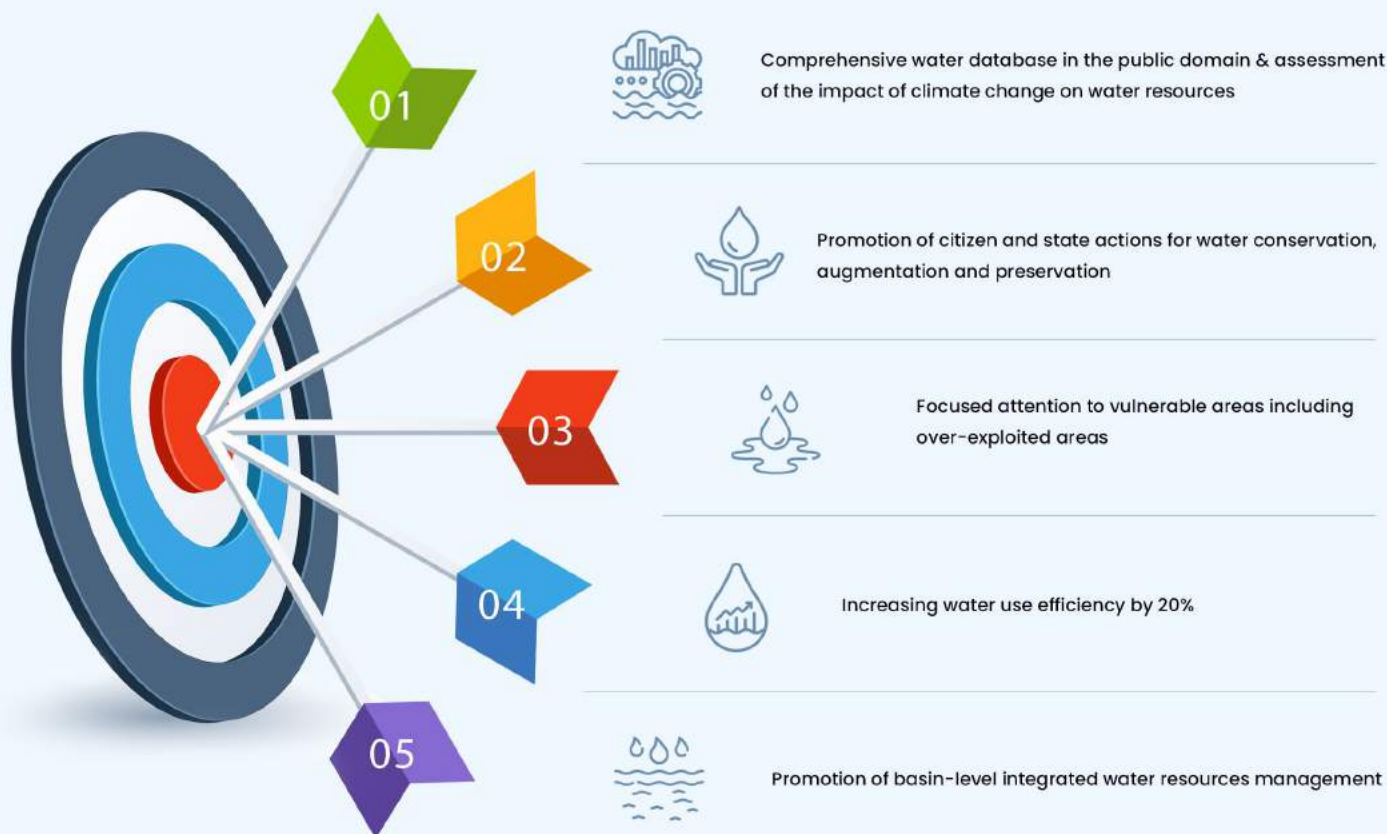 01
Comprehensive water database in the public domain & assessment
of the impact of climate change on water resources
02
Promotion of citizen and state actions for water conservation,
augmentation and preservation
03
Focused attention to vulnerable areas including
over-exploited areas
04
Increasing water use efficiency by 20%
05
Promotion of basin-level integrated water resources management